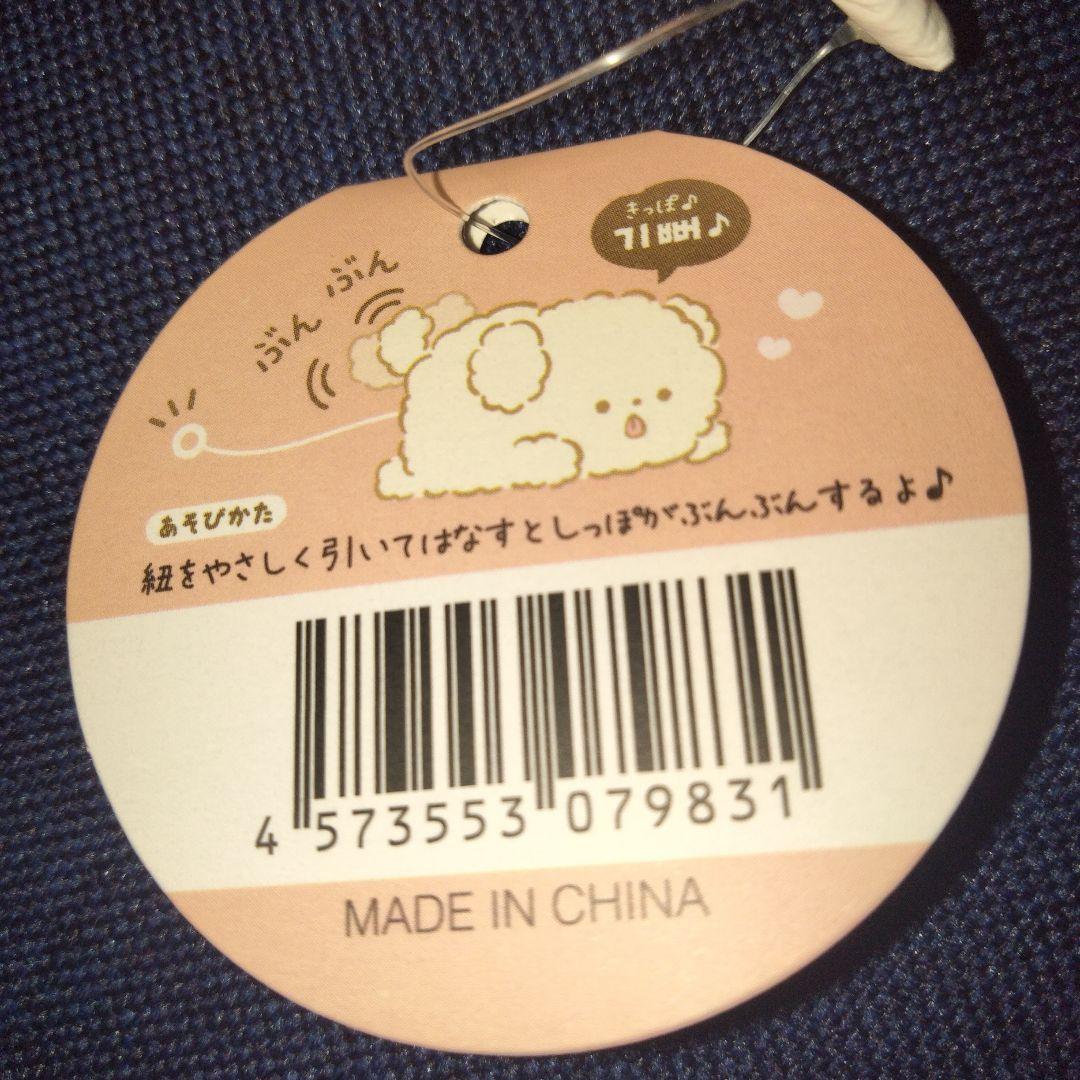 きっぽ♪
기쁘♪
ぶん ぶん
あそびかた
紐をやさしく引いてはなすとしっぽがぶんぶんするよ♪
4 573553 079831
MADE IN CHINA